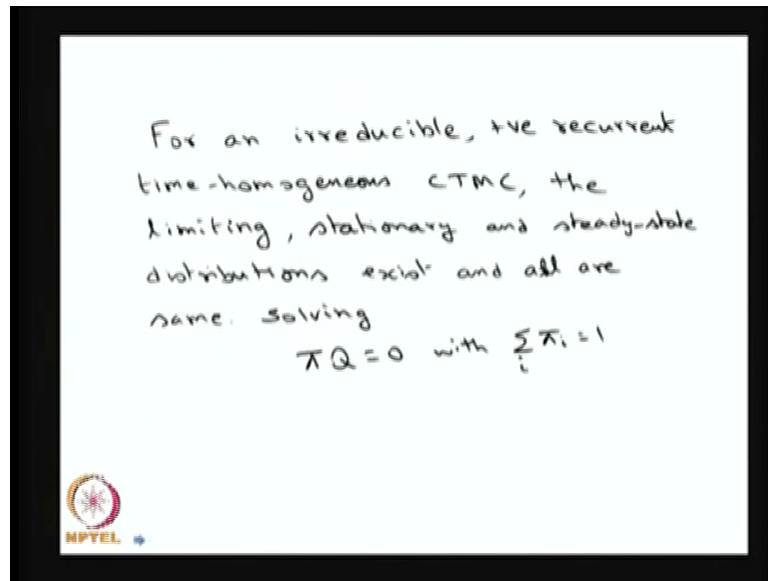 For an irreducible, +ve recurrent
time-homogeneous CTMC, the
limiting, stationary and steady-state
distributions exist and all are
same. Solving
πQ = 0 with Σ_i π_i = 1
NPTEL